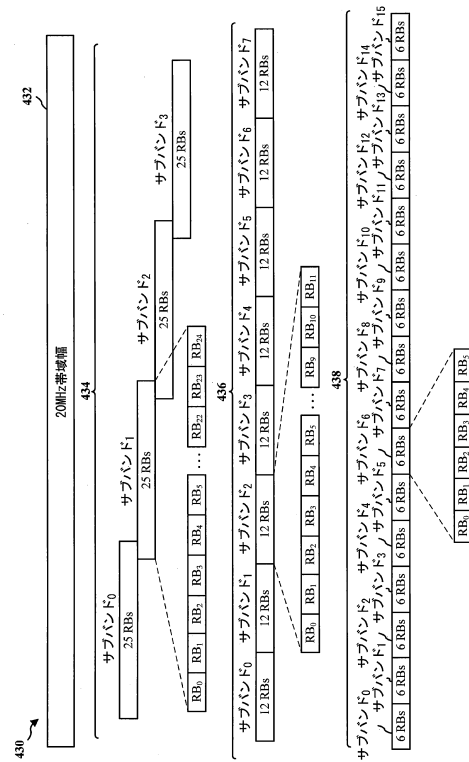 430
432
20MHz帯域幅
434
サブバンド0 サブバンド1 サブバンド2 サブバンド3
25 RBs 25 RBs 25 RBs 25 RBs
RB0 RB1 RB2 RB3 RB4 RB5 ... RB22 RB23 RB24
436
サブバンド0 サブバンド1 サブバンド2 サブバンド3 サブバンド4 サブバンド5 サブバンド6 サブバンド7
12 RBs 12 RBs 12 RBs 12 RBs 12 RBs 12 RBs 12 RBs 12 RBs
RB0 RB1 RB2 RB3 RB4 RB5 ... RB9 RB10 RB11
438
サブバンド0 サブバンド2 サブバンド4 サブバンド6 サブバンド8 サブバンド10 サブバンド12 サブバンド14
サブバンド1 サブバンド3 サブバンド5 サブバンド7 サブバンド9 サブバンド11 サブバンド13 サブバンド15
6 RBs 6 RBs 6 RBs 6 RBs 6 RBs 6 RBs 6 RBs 6 RBs 6 RBs 6 RBs 6 RBs 6 RBs 6 RBs 6 RBs 6 RBs 6 RBs
RB0 RB1 RB2 RB3 RB4 RB5